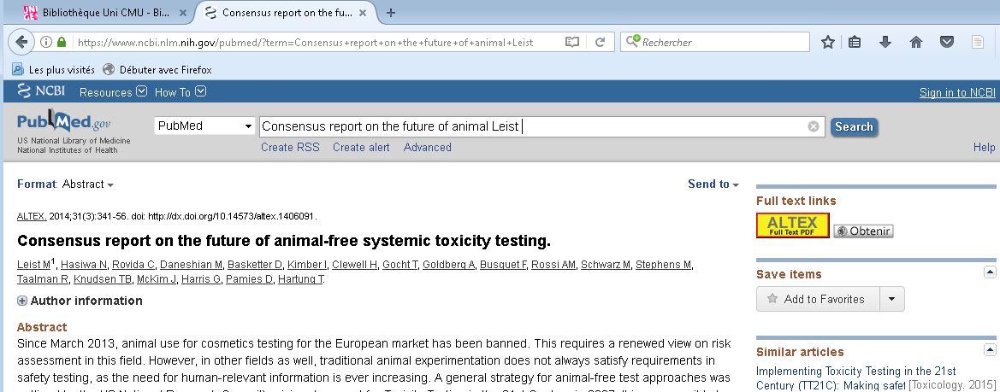 Bibliothèque Uni CMU - Bi...
Consensus report on the fu...
https://www.ncbi.nlm.nih.gov/pubmed/?term=Consensus+report+on+the+future+of+animal+Leist
Rechercher
Les plus visités Débuter avec Firefox
NCBI Resources How To Sign in to NCBI
PubMed.gov
US National Library of Medicine
National Institutes of Health
PubMed
Consensus report on the future of animal Leist
Search
Create RSS Create alert Advanced
Help
Format: Abstract
Send to
ALTEX. 2014;31(3):341-56. doi: http://dx.doi.org/10.14573/altex.1406091.
Consensus report on the future of animal-free systemic toxicity testing.
Leist M1, Hasiwa N, Rovida C, Daneshian M, Basketter D, Kimber I, Clewell H, Gocht T, Goldberg A, Busquet F, Rossi AM, Schwarz M, Stephens M,
Taalman R, Knudsen TB, McKim J, Harris G, Pamies D, Hartung T.
Author information
Abstract
Since March 2013, animal use for cosmetics testing for the European market has been banned. This requires a renewed view on risk
assessment in this field. However, in other fields as well, traditional animal experimentation does not always satisfy requirements in
safety testing, as the need for human-relevant information is ever increasing. A general strategy for animal-free test approaches was
Full text links
ALTEX
Full Text PDF
Obtenir
Save items
Add to Favorites
Similar articles
Implementing Toxicity Testing in the 21st
Century (TT21C): Making safet [Toxicology. 2015]